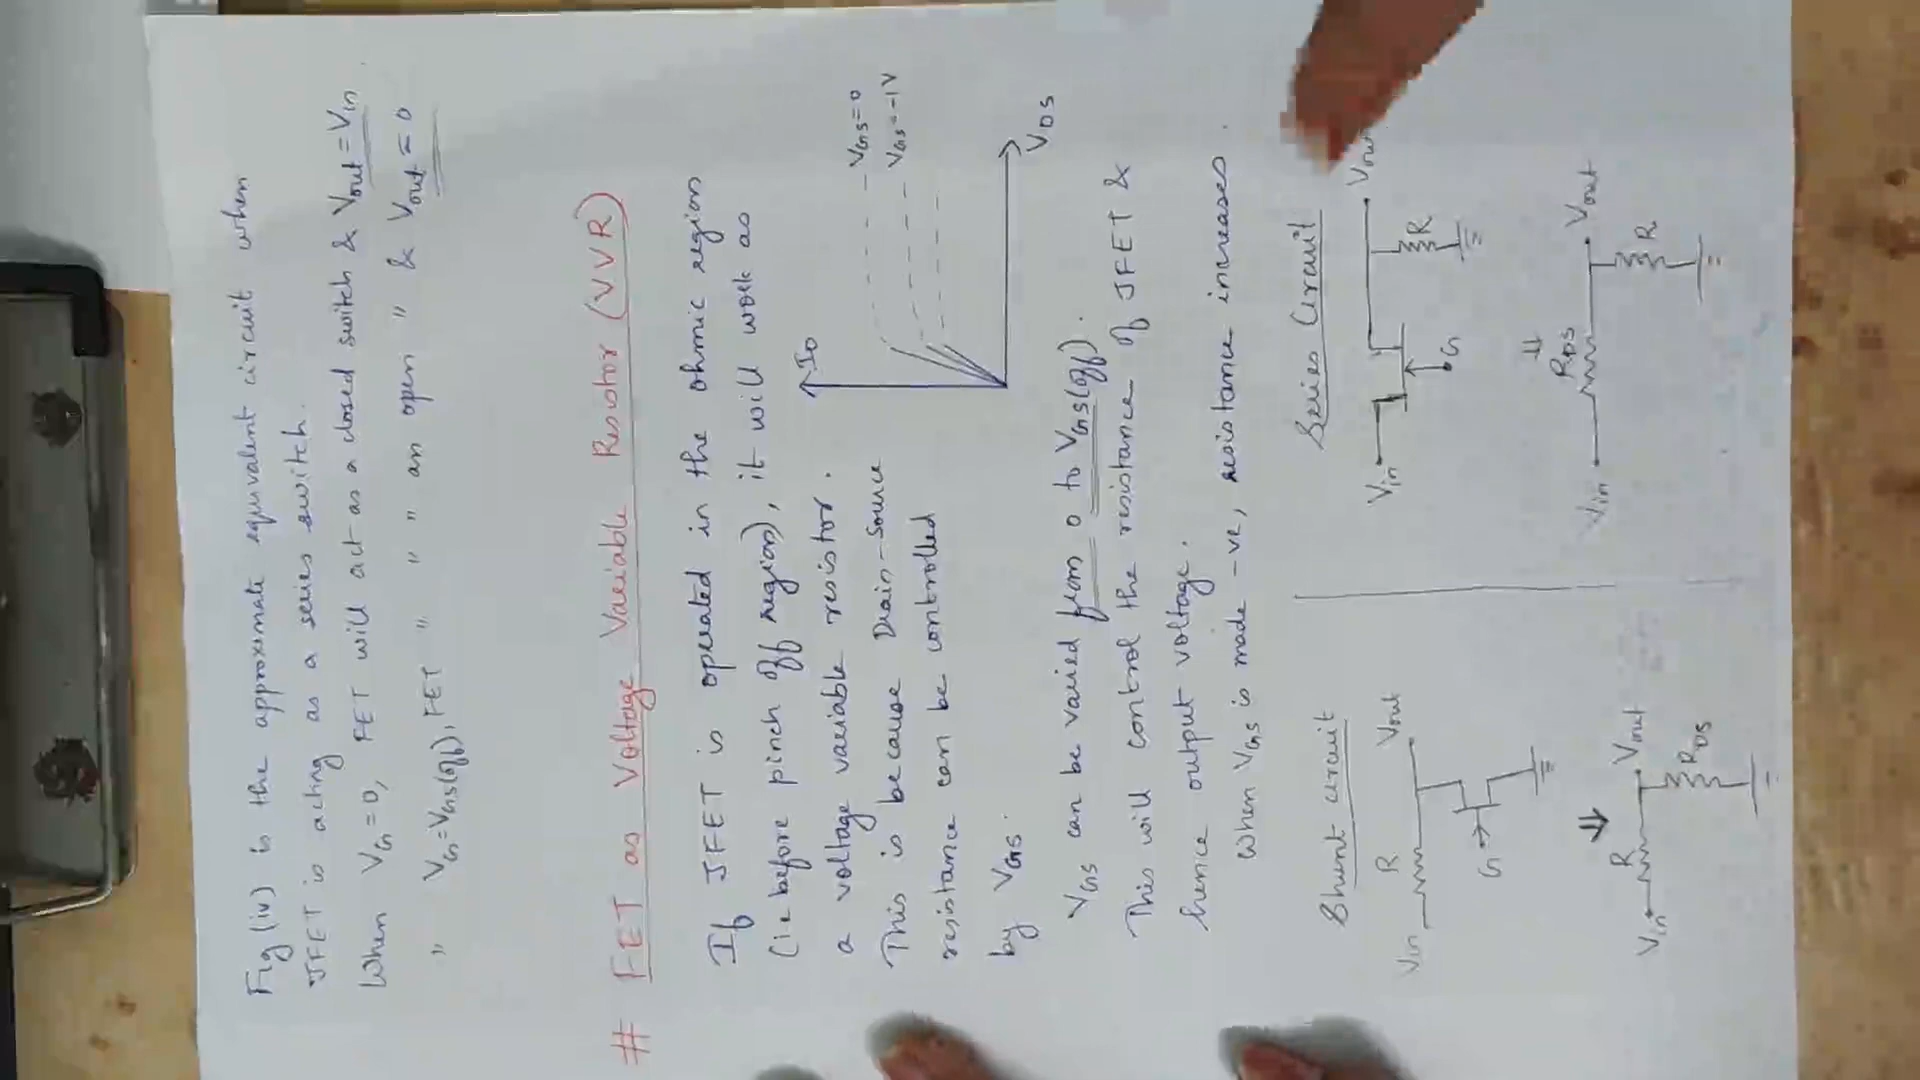 Fig (iv) is the approximate equivalent circuit when
JFET is acting as a series switch.
When VGS = 0, FET will act as a closed switch & Vout = Vin
" VGS = VGS(off), FET " " " an open " & Vout = 0
# FET as Voltage Variable Resistor (VVR)
If JFET is operated in the ohmic region
(ie before pinch off region), it will work as
a voltage variable resistor.
This is because Drain-Source
resistance can be controlled
by VGS.
ID
VGS = 0
VGS = -1V
VDS
VGS can be varied from 0 to VGS(off).
This will control the resistance of JFET &
hence output voltage.
When VGS is made -ve, resistance increases.
Shunt circuit
Vin R Vout
G
⇓
Vin R Vout
RDS
Series Circuit
Vin Vout
G R
⇓
Vin RDS Vout
R